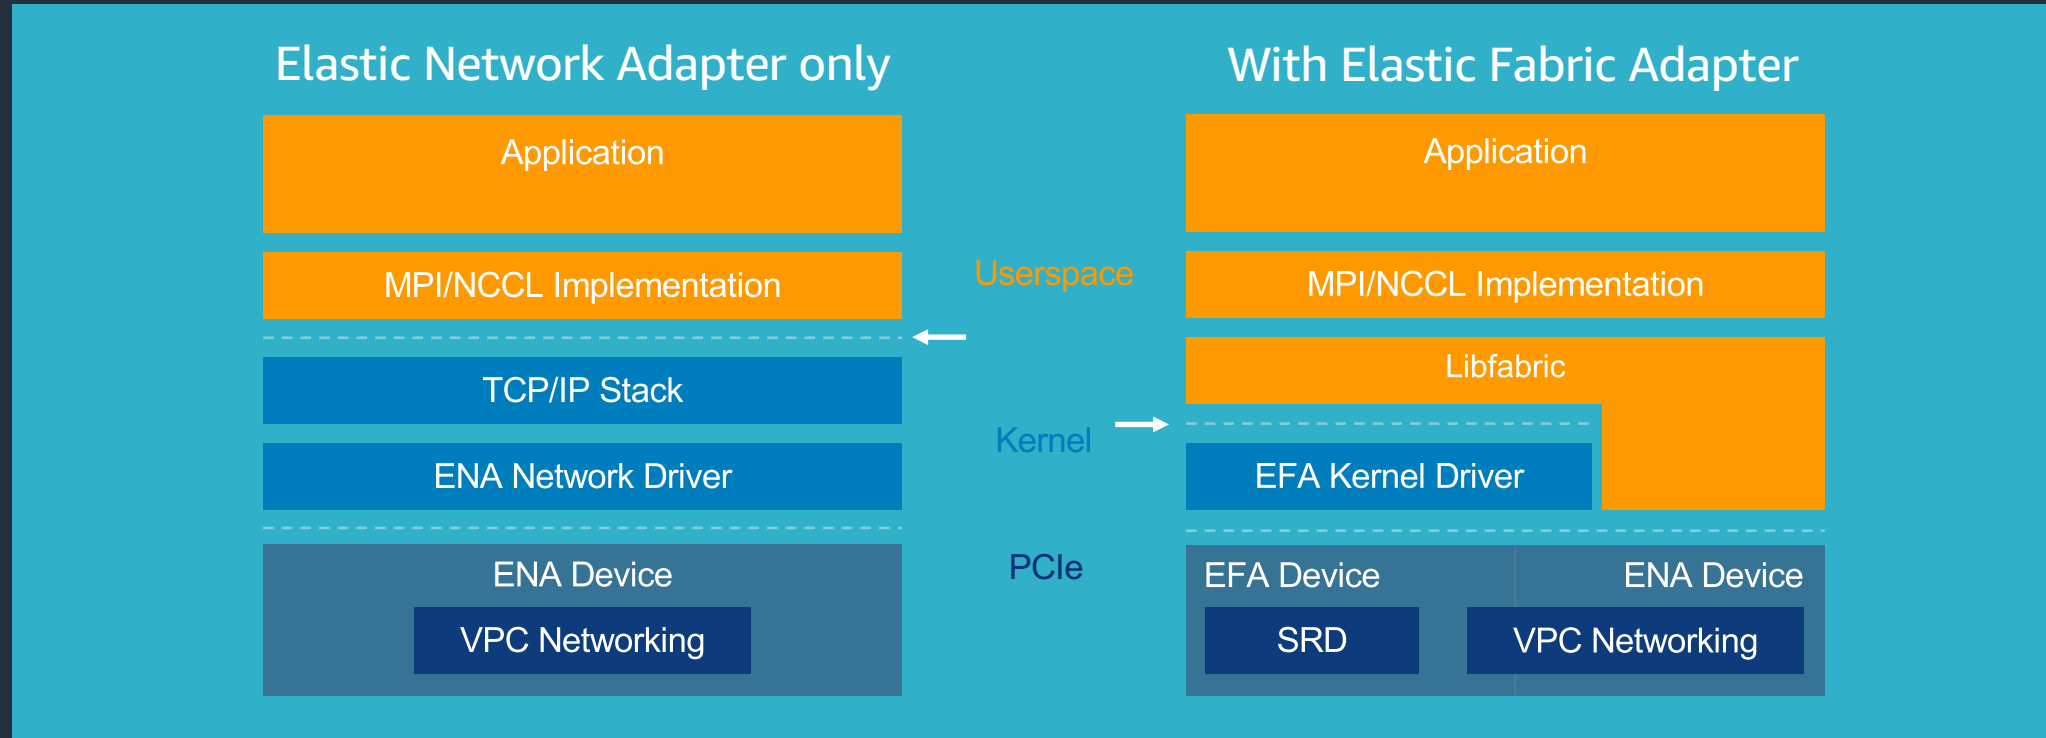 Elastic Network Adapter only
Application
MPI/NCCL Implementation
TCP/IP Stack
ENA Network Driver
ENA Device
VPC Networking
Userspace
Kernel
PCIe
With Elastic Fabric Adapter
Application
MPI/NCCL Implementation
Libfabric
EFA Kernel Driver
EFA Device
ENA Device
SRD
VPC Networking